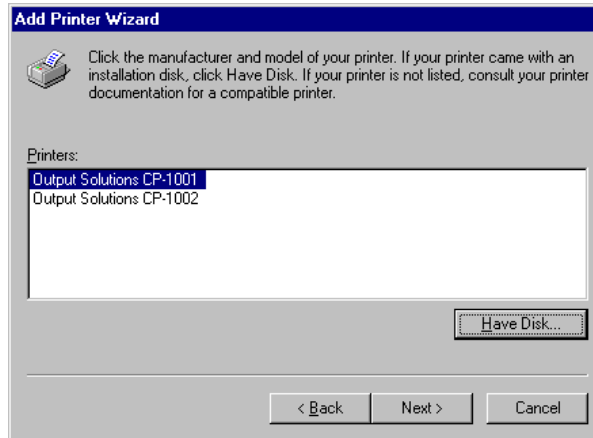 Add Printer Wizard
Click the manufacturer and model of your printer. If your printer came with an
installation disk, click Have Disk. If your printer is not listed, consult your printer
documentation for a compatible printer.
Printers:
Output Solutions CP-1001
Output Solutions CP-1002
Have Disk...
< Back Next > Cancel